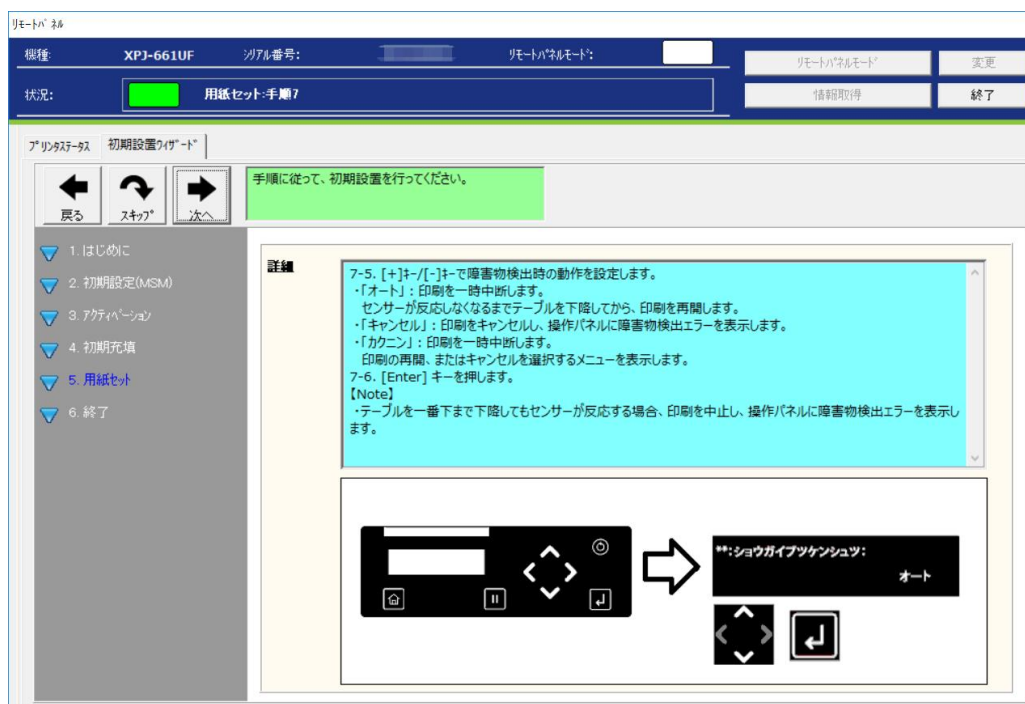 リモートパネル
機種: XPJ-661UF シリアル番号: リモートパネルモード:
リモートパネルモード 変更
状況: 用紙セット:手順7
情報取得 終了
プリンタステータス 初期設置ウィザード
戻る スキップ 次へ
手順に従って、初期設置を行ってください。
1. はじめに
2. 初期設定(MSM)
3. アクティベーション
4. 初期充填
5. 用紙セット
6. 終了
詳細
7-5. [+]キー/[-]キーで障害物検出時の動作を設定します。
・「オート」：印刷を一時中断します。
センサーが反応しなくなるまでテーブルを下降してから、印刷を再開します。
・「キャンセル」：印刷をキャンセルし、操作パネルに障害物検出エラーを表示します。
・「カクニン」：印刷を一時中断します。
印刷の再開、またはキャンセルを選択するメニューを表示します。
7-6. [Enter] キーを押します。
【Note】
・テーブルを一番下まで下降してもセンサーが反応する場合、印刷を中止し、操作パネルに障害物検出エラーを表示し
ます。
**:ショウガイブツケンシュツ:
オート